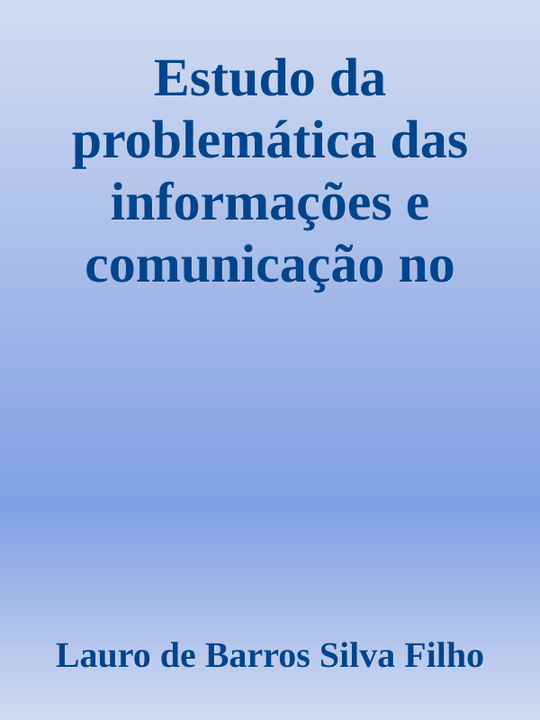 Estudo da
problemática das
informações e
comunicação no
Lauro de Barros Silva Filho